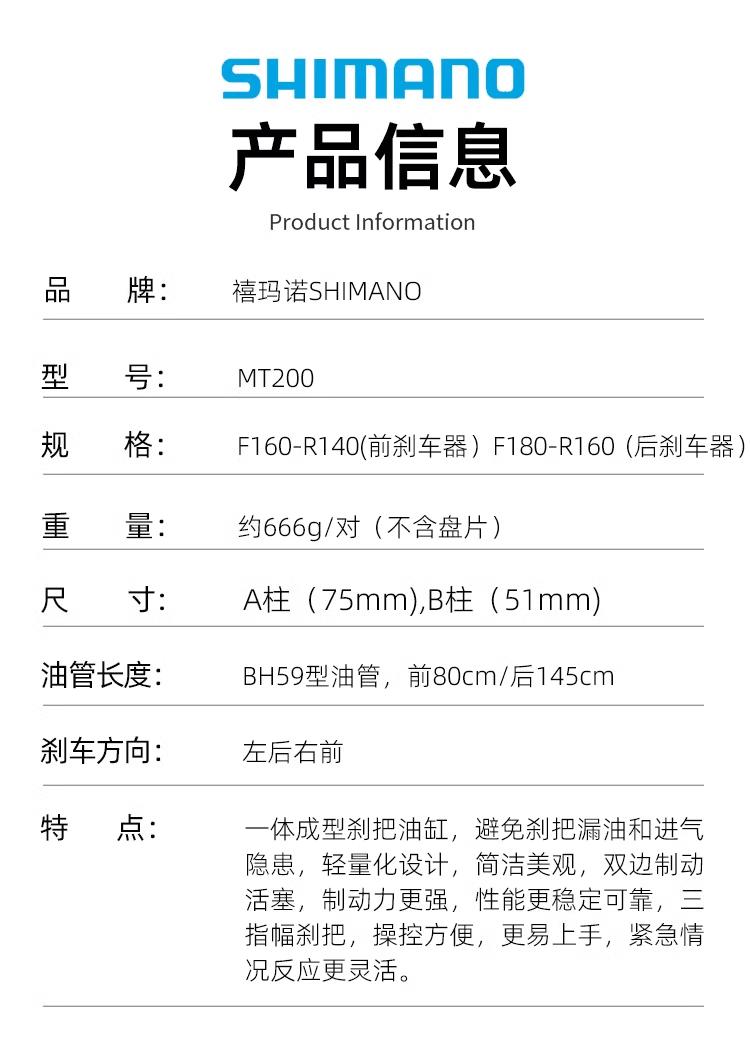 SHIMANO
产品信息
Product Information
品 牌： 禧玛诺SHIMANO
型 号： MT200
规 格： F160-R140(前刹车器）F180-R160（后刹车器）
重 量： 约666g/对（不含盘片）
尺 寸： A柱（75mm),B柱（51mm)
油管长度： BH59型油管，前80cm/后145cm
刹车方向： 左后右前
特 点： 一体成型刹把油缸，避免刹把漏油和进气
隐患，轻量化设计，简洁美观，双边制动
活塞，制动力更强，性能更稳定可靠，三
指幅刹把，操控方便，更易上手，紧急情
况反应更灵活。